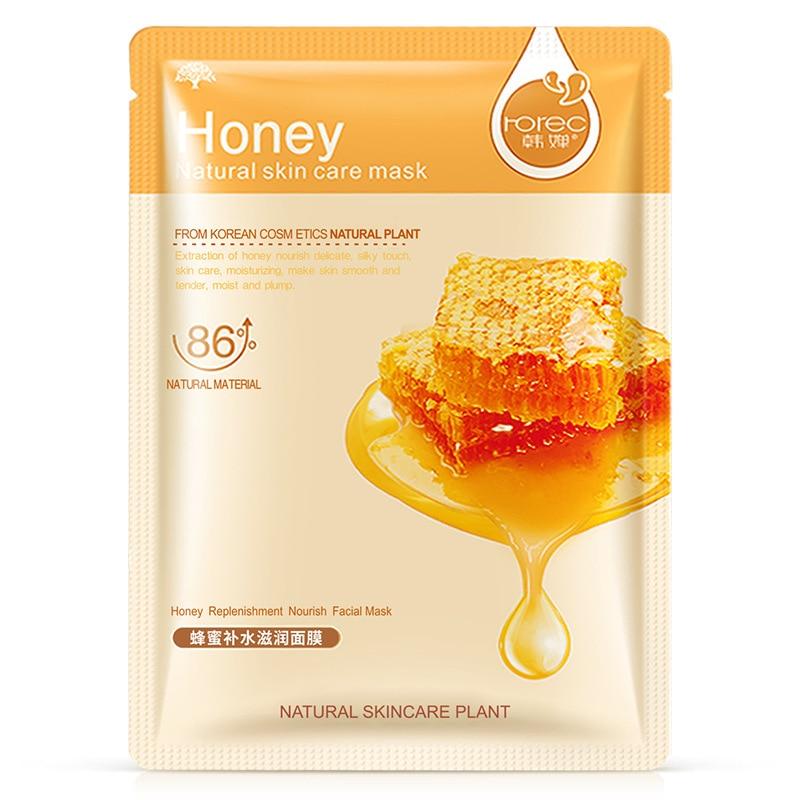 Honey
Natural skin care mask
Horec
韩婵®
FROM KOREAN COSM ETICS NATURAL PLANT
Extraction of honey nourish delicate, silky touch,
skin care, moisturizing, make skin smooth and
tender, moist and plump.
86%
NATURAL MATERIAL
Honey Replenishment Nourish Facial Mask
蜂蜜补水滋润面膜
NATURAL SKINCARE PLANT